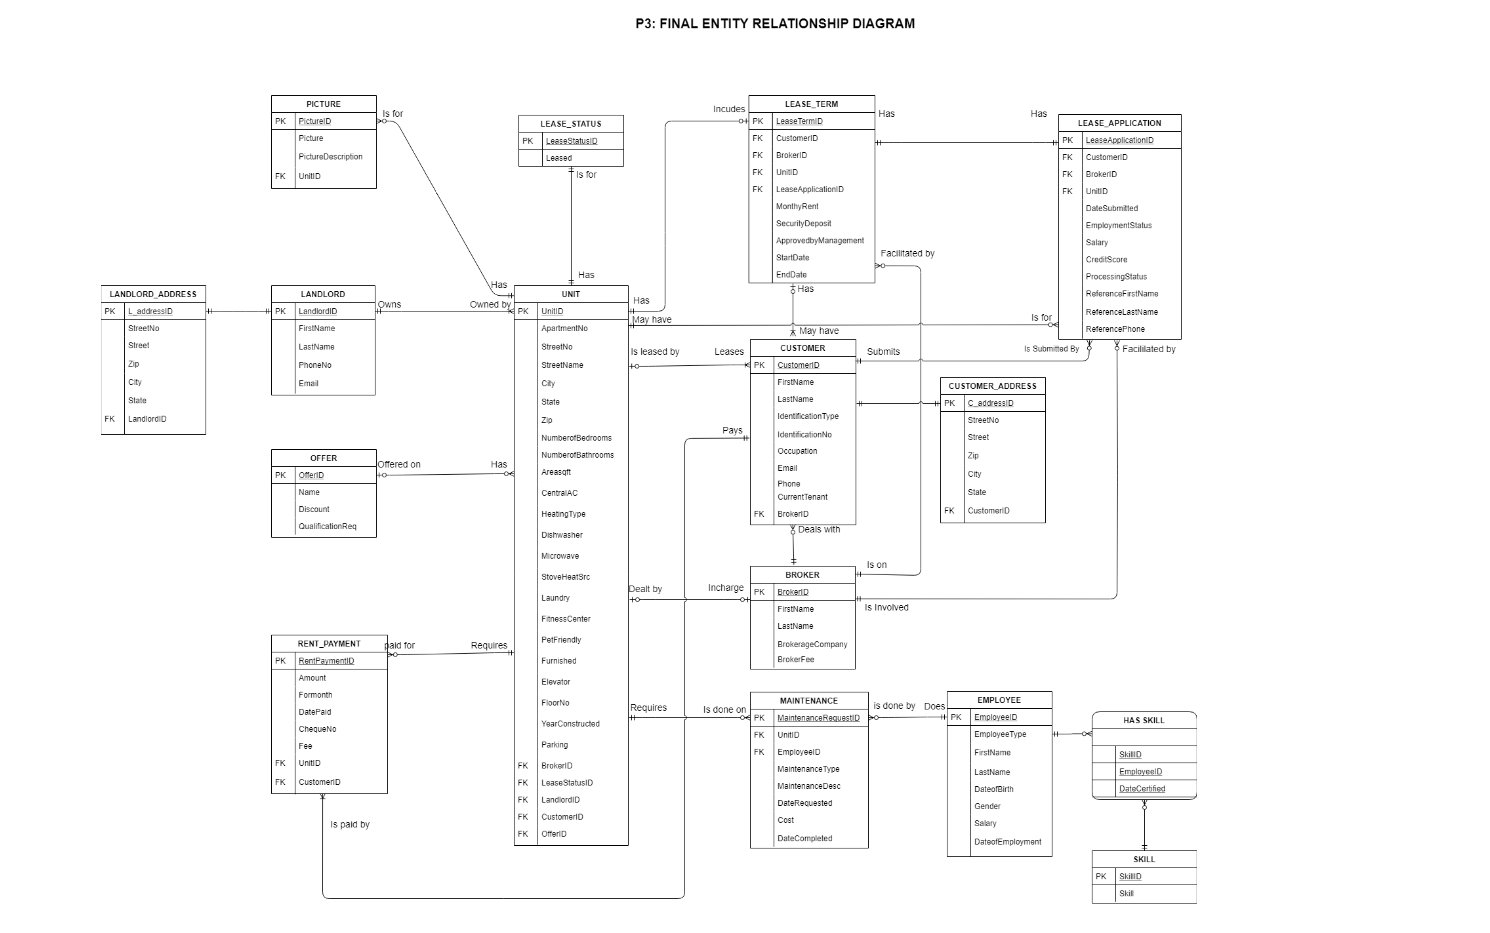 P3: FINAL ENTITY RELATIONSHIP DIAGRAM
PICTURE
PK PictureID
Picture
PictureDescription
FK UnitID
Is for
LEASE_STATUS
PK LeaseStatusID
Leased
Is for
Has
Incudes
LEASE_TERM
PK LeaseTermID
FK CustomerID
FK BrokerID
FK UnitID
FK LeaseApplicationID
MonthyRent
SecurityDeposit
ApprovedbyManagement
StartDate
EndDate
Has
Has
LEASE_APPLICATION
PK LeaseApplicationID
FK CustomerID
FK BrokerID
FK UnitID
DateSubmitted
EmploymentStatus
Salary
CreditScore
ProcessingStatus
ReferenceFirstName
ReferenceLastName
ReferencePhone
Facilitated by
Has
May have
Is for
Is Submitted By
Facililated by
LANDLORD_ADDRESS
PK L_addressID
StreetNo
Street
Zip
City
State
FK LandlordID
LANDLORD
PK LandlordID
FirstName
LastName
PhoneNo
Email
Owns
Has
Owned by
UNIT
PK UnitID
ApartmentNo
StreetNo
StreetName
City
State
Zip
NumberofBedrooms
NumberofBathrooms
Areasqft
CentralAC
HeatingType
Dishwasher
Microwave
StoveHeatSrc
Laundry
FitnessCenter
PetFriendly
Furnished
Elevator
FloorNo
YearConstructed
Parking
FK BrokerID
FK LeaseStatusID
FK LandlordID
FK CustomerID
FK OfferID
Has
May have
Is leased by
Leases
CUSTOMER
PK CustomerID
FirstName
LastName
IdentificationType
IdentificationNo
Occupation
Email
Phone
CurrentTenant
FK BrokerID
Submits
CUSTOMER_ADDRESS
PK C_addressID
StreetNo
Street
Zip
City
State
FK CustomerID
Pays
OFFER
PK OfferID
Name
Discount
QualificationReq
Offered on
Has
Deals with
BROKER
PK BrokerID
FirstName
LastName
BrokerageCompany
BrokerFee
Is on
Is Involved
Dealt by
Incharge
RENT_PAYMENT
PK RentPaymentID
Amount
Formonth
DatePaid
ChequeNo
Fee
FK UnitID
FK CustomerID
paid for
Requires
Is paid by
Requires
Is done on
MAINTENANCE
PK MaintenanceRequestID
FK UnitID
FK EmployeeID
MaintenanceType
MaintenanceDesc
DateRequested
Cost
DateCompleted
is done by
Does
EMPLOYEE
PK EmployeeID
EmployeeType
FirstName
LastName
DateofBirth
Gender
Salary
DateofEmployment
HAS SKILL
SkillID
EmployeeID
DateCertified
SKILL
PK SkillID
Skill